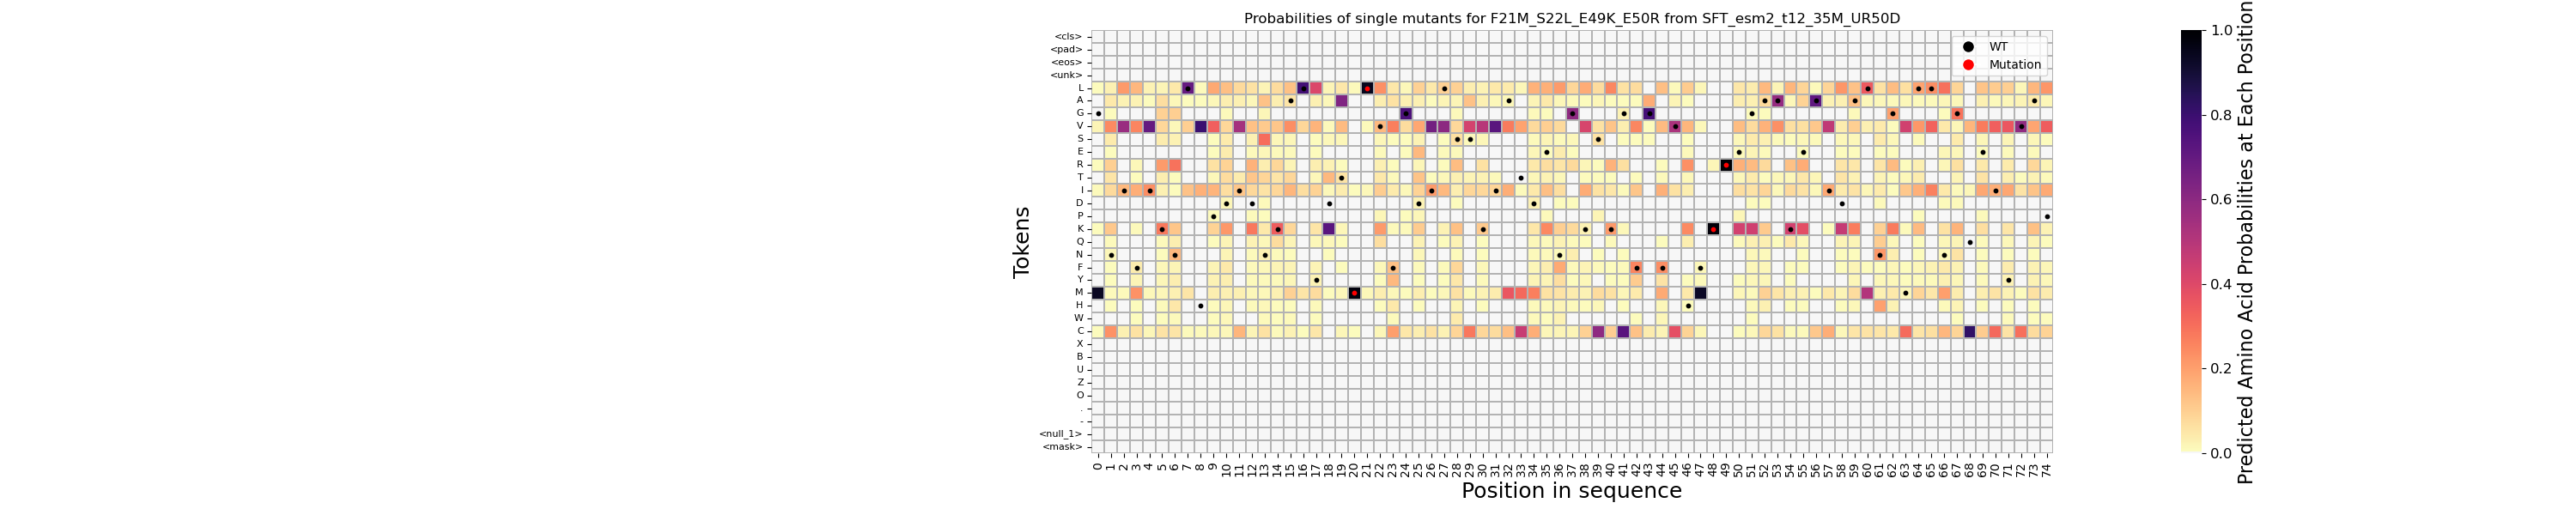 Probabilities of single mutants for F21M_S22L_E49K_E50R from SFT_esm2_t12_35M_UR50D
WT
Mutation
Tokens
<cls>
<pad>
<eos>
<unk>
L
A
G
V
S
E
R
T
I
D
P
K
Q
N
F
Y
M
H
W
C
X
B
U
Z
O
.
-
<null_1>
<mask>
0 1 2 3 4 5 6 7 8 9 10 11 12 13 14 15 16 17 18 19 20 21 22 23 24 25 26 27 28 29 30 31 32 33 34 35 36 37 38 39 40 41 42 43 44 45 46 47 48 49 50 51 52 53 54 55 56 57 58 59 60 61 62 63 64 65 66 67 68 69 70 71 72 73 74
Position in sequence
1.0
0.8
0.6
0.4
0.2
0.0
Predicted Amino Acid Probabilities at Each Position